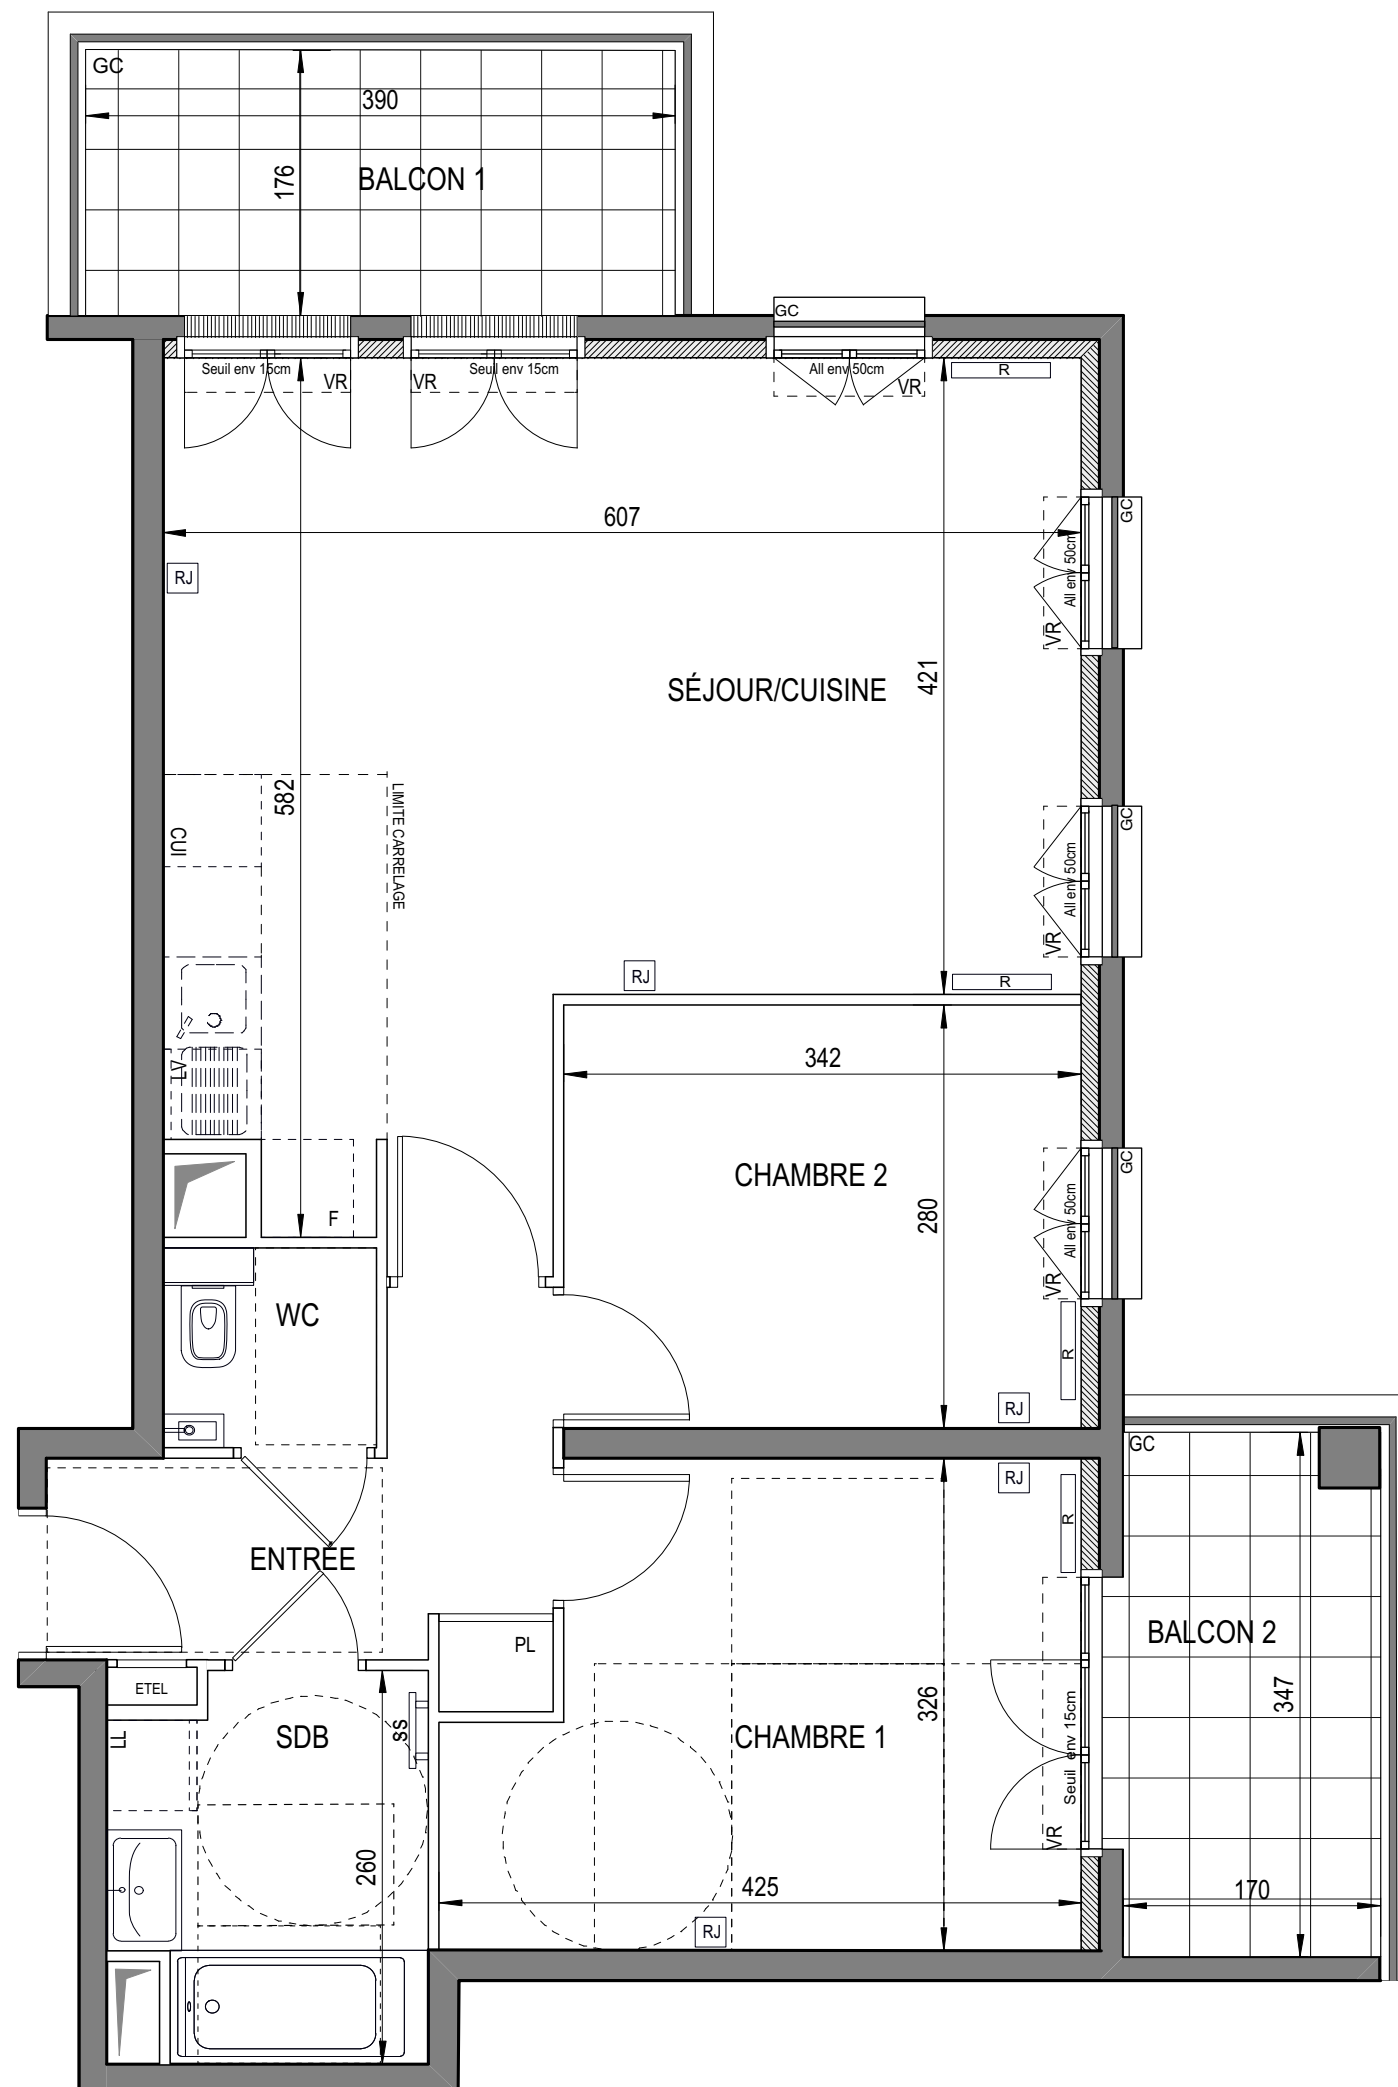 GC
390
176
BALCON 1
GC
Seuil env 15cm
VR
VR
Seuil env 15cm
All env 50cm
VR
R
607
GC
All env 50cm
VR
RJ
SÉJOUR/CUISINE
421
582
CUI
LIMITE CARRELAGE
GC
All env 50cm
VR
RJ
R
LV
342
CHAMBRE 2
280
GC
All env 50cm
VR
F
WC
R
RJ
GC
RJ
R
ENTRÉE
PL
BALCON 2
347
ETEL
LL
SDB
SS
CHAMBRE 1
326
Seuil env 15cm
VR
260
425
170
RJ